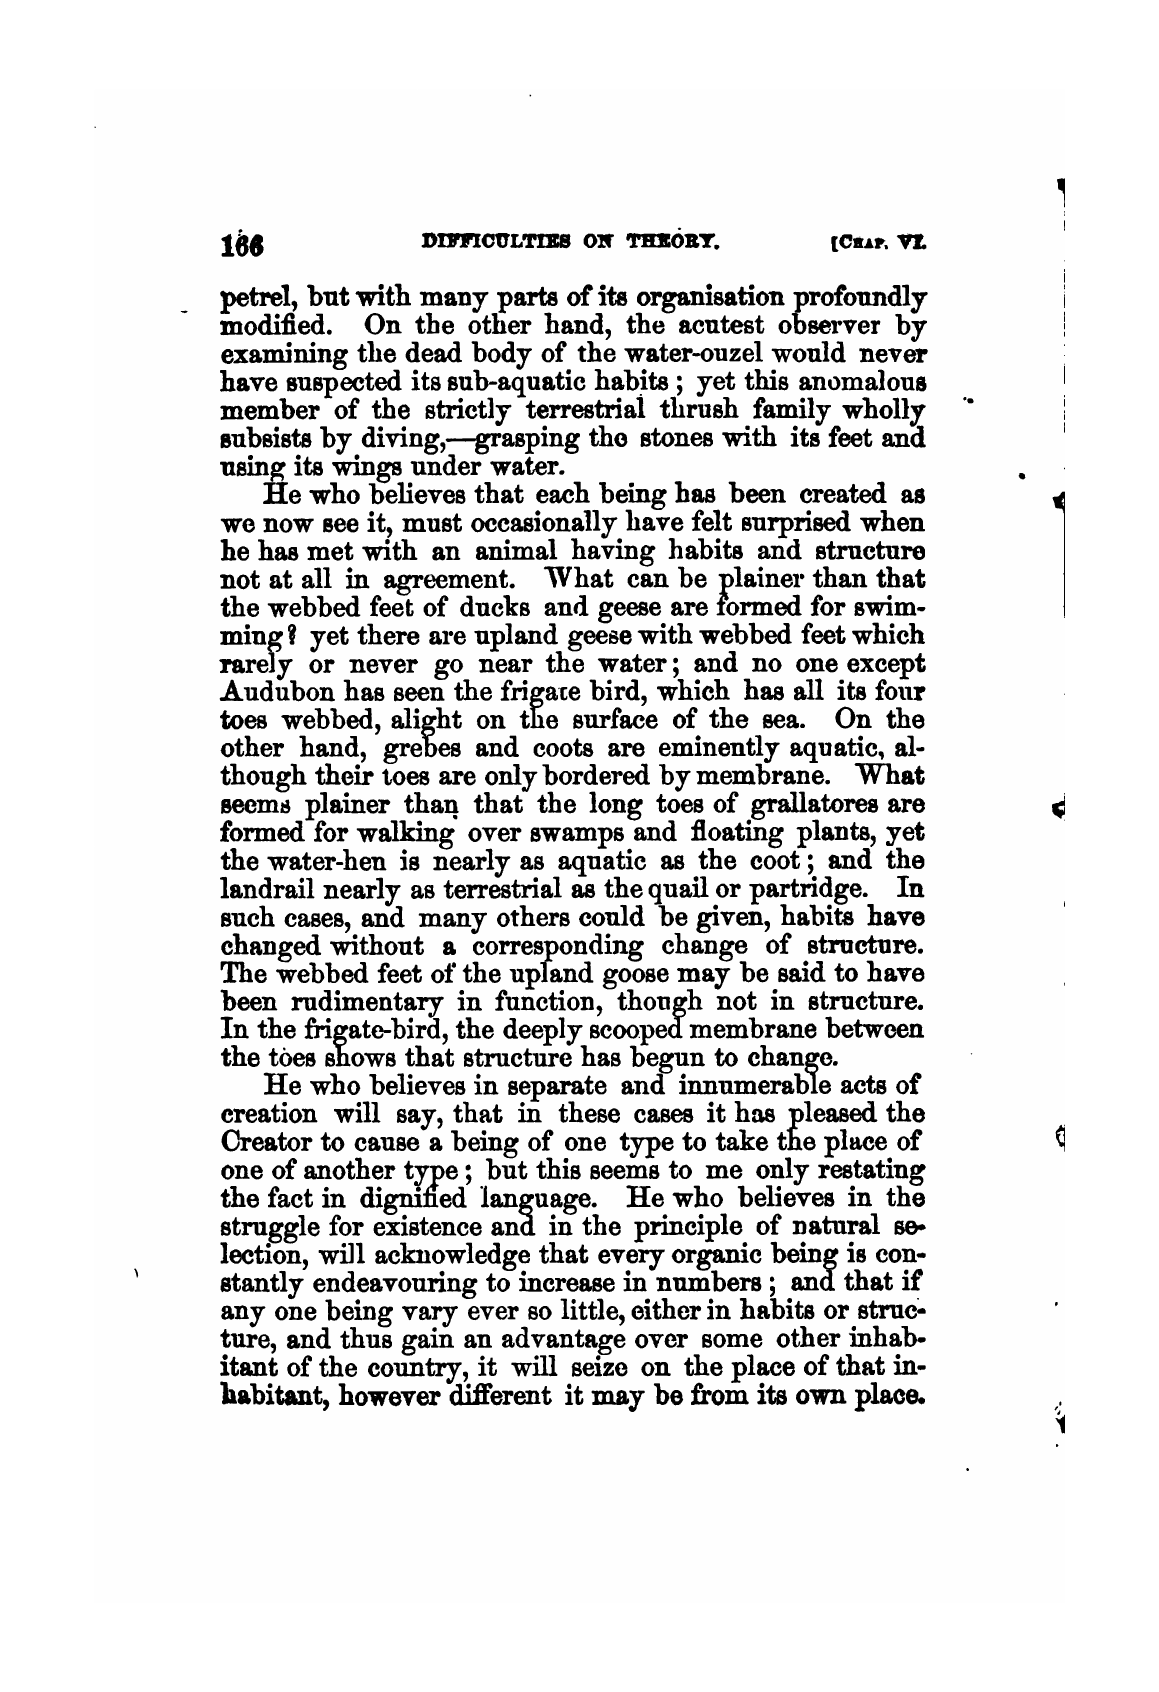 166 DIFFICULTIES ON THEORY. [CHAP. VI.
petrel, but with many parts of its organisation profoundly
modified. On the other hand, the acutest observer by
examining the dead body of the water-ouzel would never
have suspected its sub-aquatic habits ; yet this anomalous
member of the strictly terrestrial thrush family wholly
subsists by diving,—grasping the stones with its feet and
using its wings under water.
He who believes that each being has been created as
we now see it, must occasionally have felt surprised when
he has met with an animal having habits and structure
not at all in agreement. What can be plainer than that
the webbed feet of ducks and geese are formed for swim-
ming? yet there are upland geese with webbed feet which
rarely or never go near the water; and no one except
Audubon has seen the frigate bird, which has all its four
toes webbed, alight on the surface of the sea. On the
other hand, grebes and coots are eminently aquatic, al-
though their toes are only bordered by membrane. What
seems plainer than that the long toes of grallatores are
formed for walking over swamps and floating plants, yet
the water-hen is nearly as aquatic as the coot ; and the
landrail nearly as terrestrial as the quail or partridge. In
such cases, and many others could be given, habits have
changed without a corresponding change of structure.
The webbed feet of the upland goose may be said to have
been rudimentary in function, though not in structure.
In the frigate-bird, the deeply scooped membrane between
the toes shows that structure has begun to change.
He who believes in separate and innumerable acts of
creation will say, that in these cases it has pleased the
Creator to cause a being of one type to take the place of
one of another type ; but this seems to me only restating
the fact in dignified language. He who believes in the
struggle for existence and in the principle of natural se-
lection, will acknowledge that every organic being is con-
stantly endeavouring to increase in numbers ; and that if
any one being vary ever so little, either in habits or struc-
ture, and thus gain an advantage over some other inhab-
itant of the country, it will seize on the place of that in-
habitant, however different it may be from its own place.